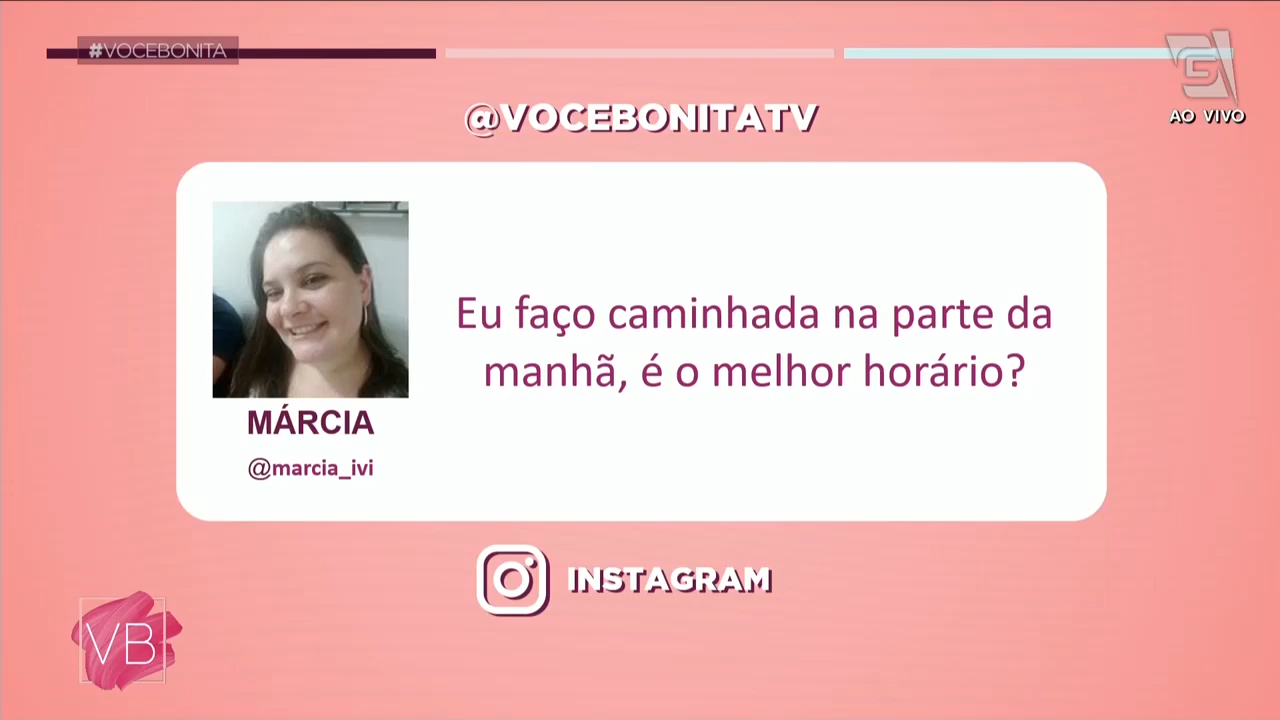 #VOCEBONITA
G
AO VIVO
@VOCEBONITATV
Eu faço caminhada na parte da
manhã, é o melhor horário?
MÁRCIA
@marcia_ivi
INSTAGRAM
VB